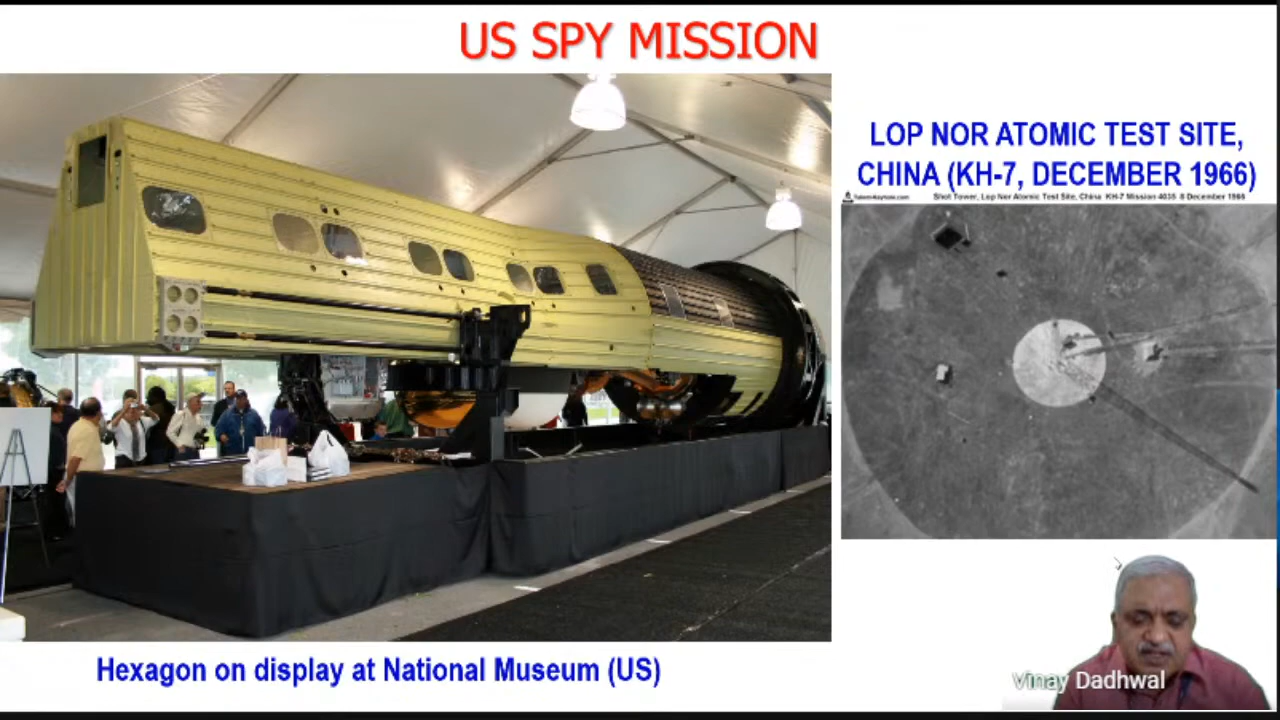 US SPY MISSION
LOP NOR ATOMIC TEST SITE,
CHINA (KH-7, DECEMBER 1966)
Shot Tower, Lop Nor Atomic Test Site, China KH-7 Mission 4035 8 December 1966
Hexagon on display at National Museum (US)
Vinay Dadhwal